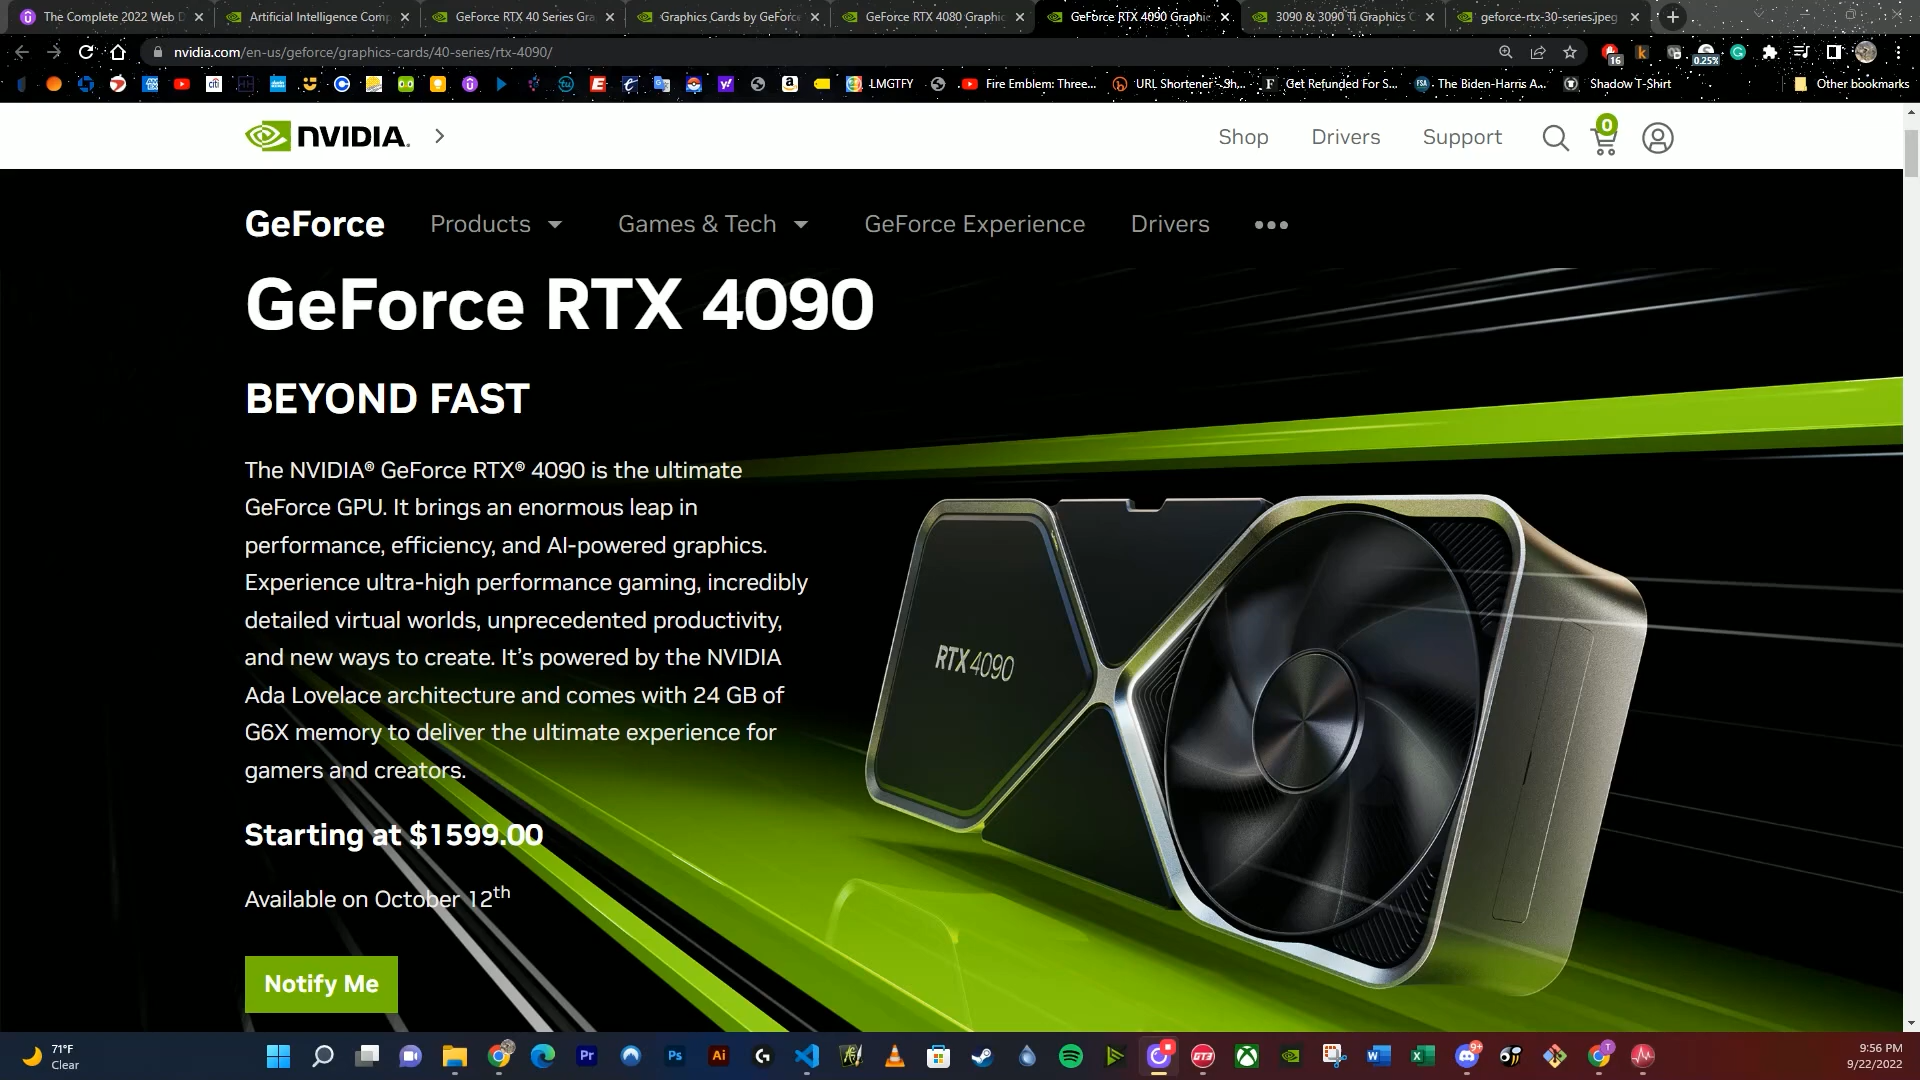 The Complete 2022 Web D
Artificial Intelligence Comp
GeForce RTX 40 Series Gra
Graphics Cards by GeForce
GeForce RTX 4080 Graphic
GeForce RTX 4090 Graphic
3090 & 3090 Ti Graphics C
geforce-rtx-30-series.jpeg
nvidia.com/en-us/geforce/graphics-cards/40-series/rtx-4090/
16
0.25%
LMGTFY
Fire Emblem: Three...
URL Shortener - Sh...
Get Refunded For S...
The Biden-Harris A...
Shadow T-Shirt
Other bookmarks
NVIDIA.
Shop
Drivers
Support
0
GeForce
Products
Games & Tech
GeForce Experience
Drivers
GeForce RTX 4090
BEYOND FAST
The NVIDIA® GeForce RTX® 4090 is the ultimate
GeForce GPU. It brings an enormous leap in
performance, efficiency, and AI-powered graphics.
Experience ultra-high performance gaming, incredibly
detailed virtual worlds, unprecedented productivity,
and new ways to create. It’s powered by the NVIDIA
Ada Lovelace architecture and comes with 24 GB of
G6X memory to deliver the ultimate experience for
gamers and creators.
RTX 4090
Starting at $1599.00
Available on October 12th
Notify Me
71°F
Clear
Pr
Ps
Ai
GT3
9+
9:56 PM
9/22/2022